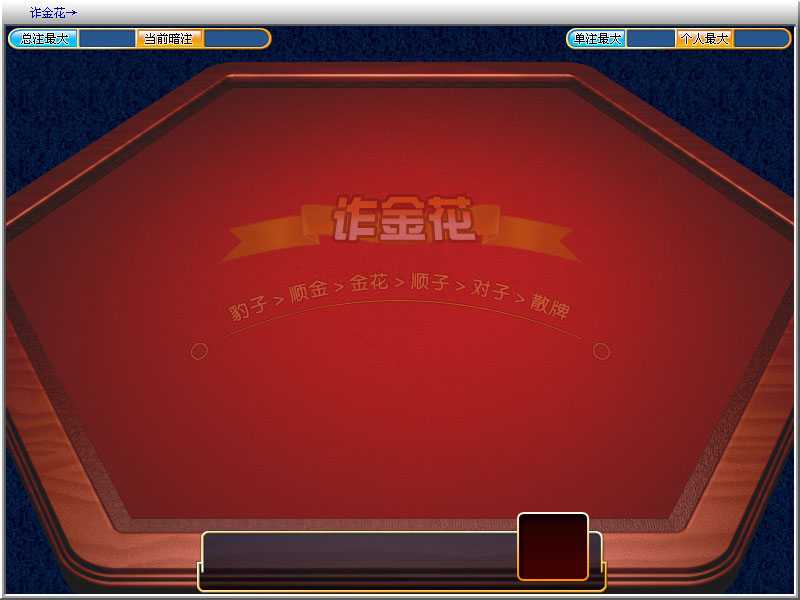 诈金花→
总注最大 当前暗注 单注最大 个人最大
诈金花
豹子 > 顺金 > 金花 > 顺子 > 对子 > 散牌